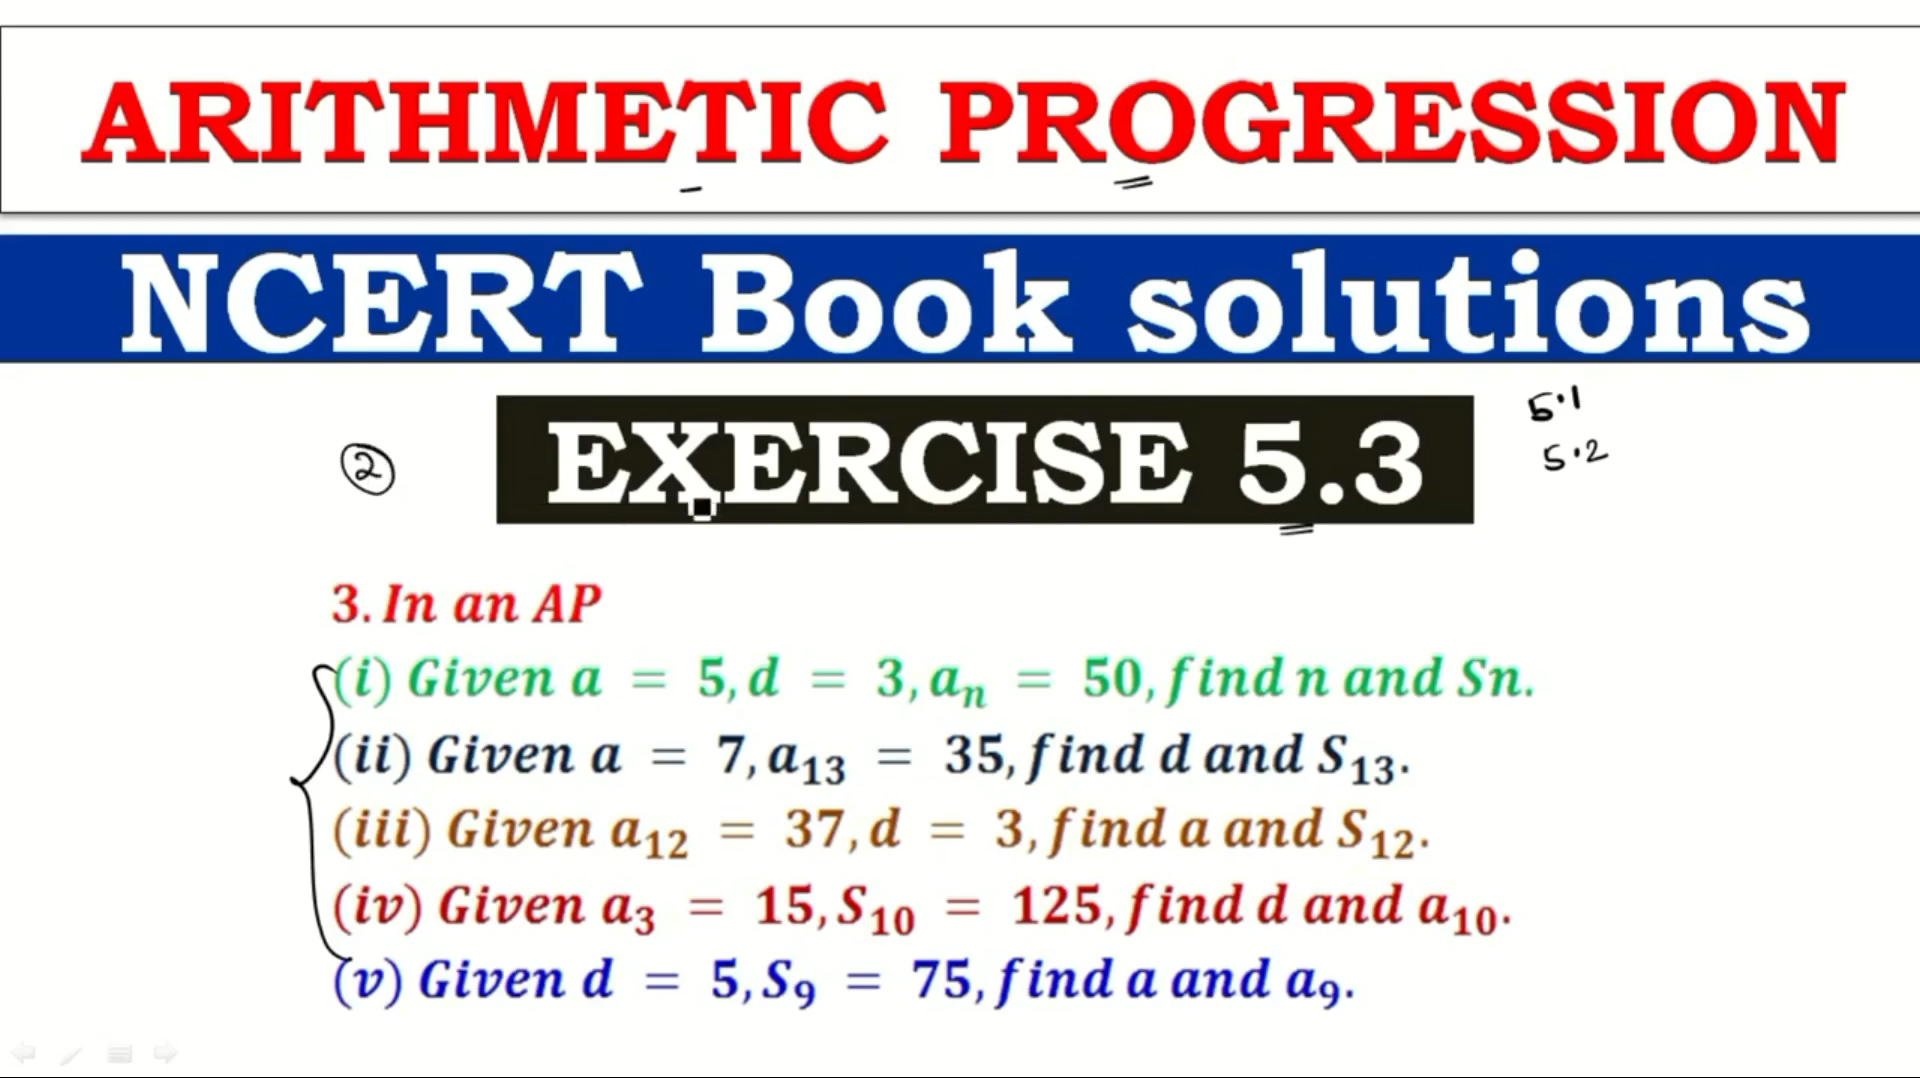 ARITHMETIC PROGRESSION
NCERT Book solutions
② EXERCISE 5.3
5.1
5.2
3. In an AP
(i) Given a = 5, d = 3, aₙ = 50, find n and Sn.
(ii) Given a = 7, a₁₃ = 35, find d and S₁₃.
(iii) Given a₁₂ = 37, d = 3, find a and S₁₂.
(iv) Given a₃ = 15, S₁₀ = 125, find d and a₁₀.
(v) Given d = 5, S₉ = 75, find a and a₉.